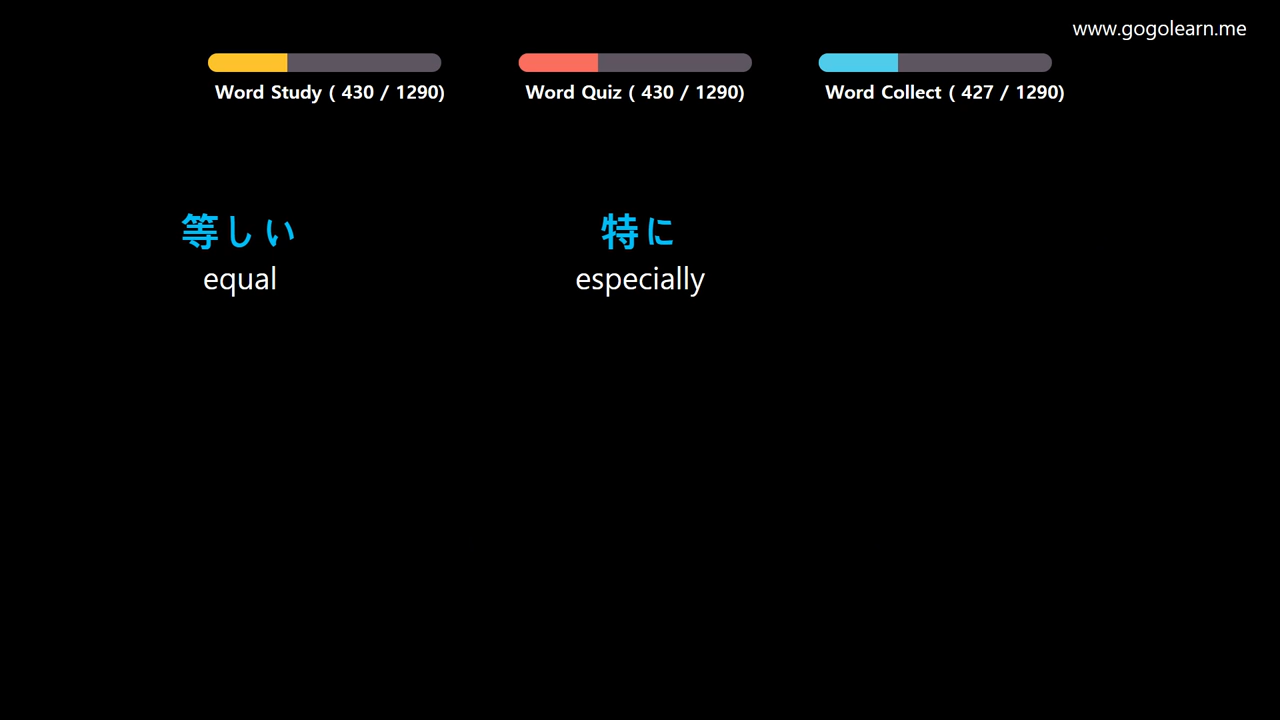 www.gogolearn.me
Word Study ( 430 / 1290)
Word Quiz ( 430 / 1290)
Word Collect ( 427 / 1290)
等しい
equal
特に
especially